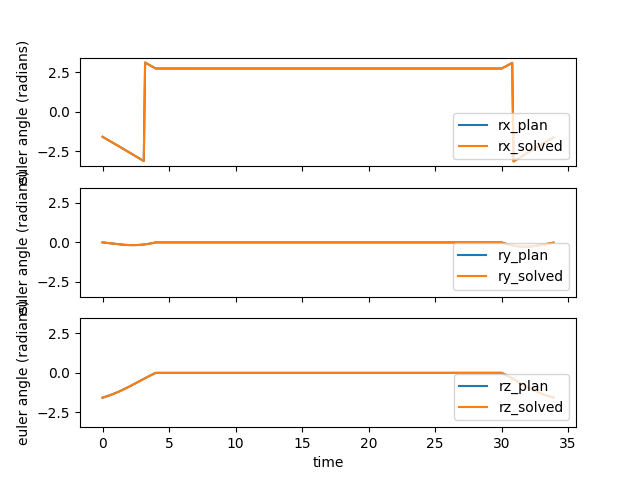 euler angle (radians)
2.5
0.0
−2.5
rx_plan
rx_solved
euler angle (radians)
2.5
0.0
−2.5
ry_plan
ry_solved
euler angle (radians)
2.5
0.0
−2.5
rz_plan
rz_solved
0 5 10 15 20 25 30 35
time